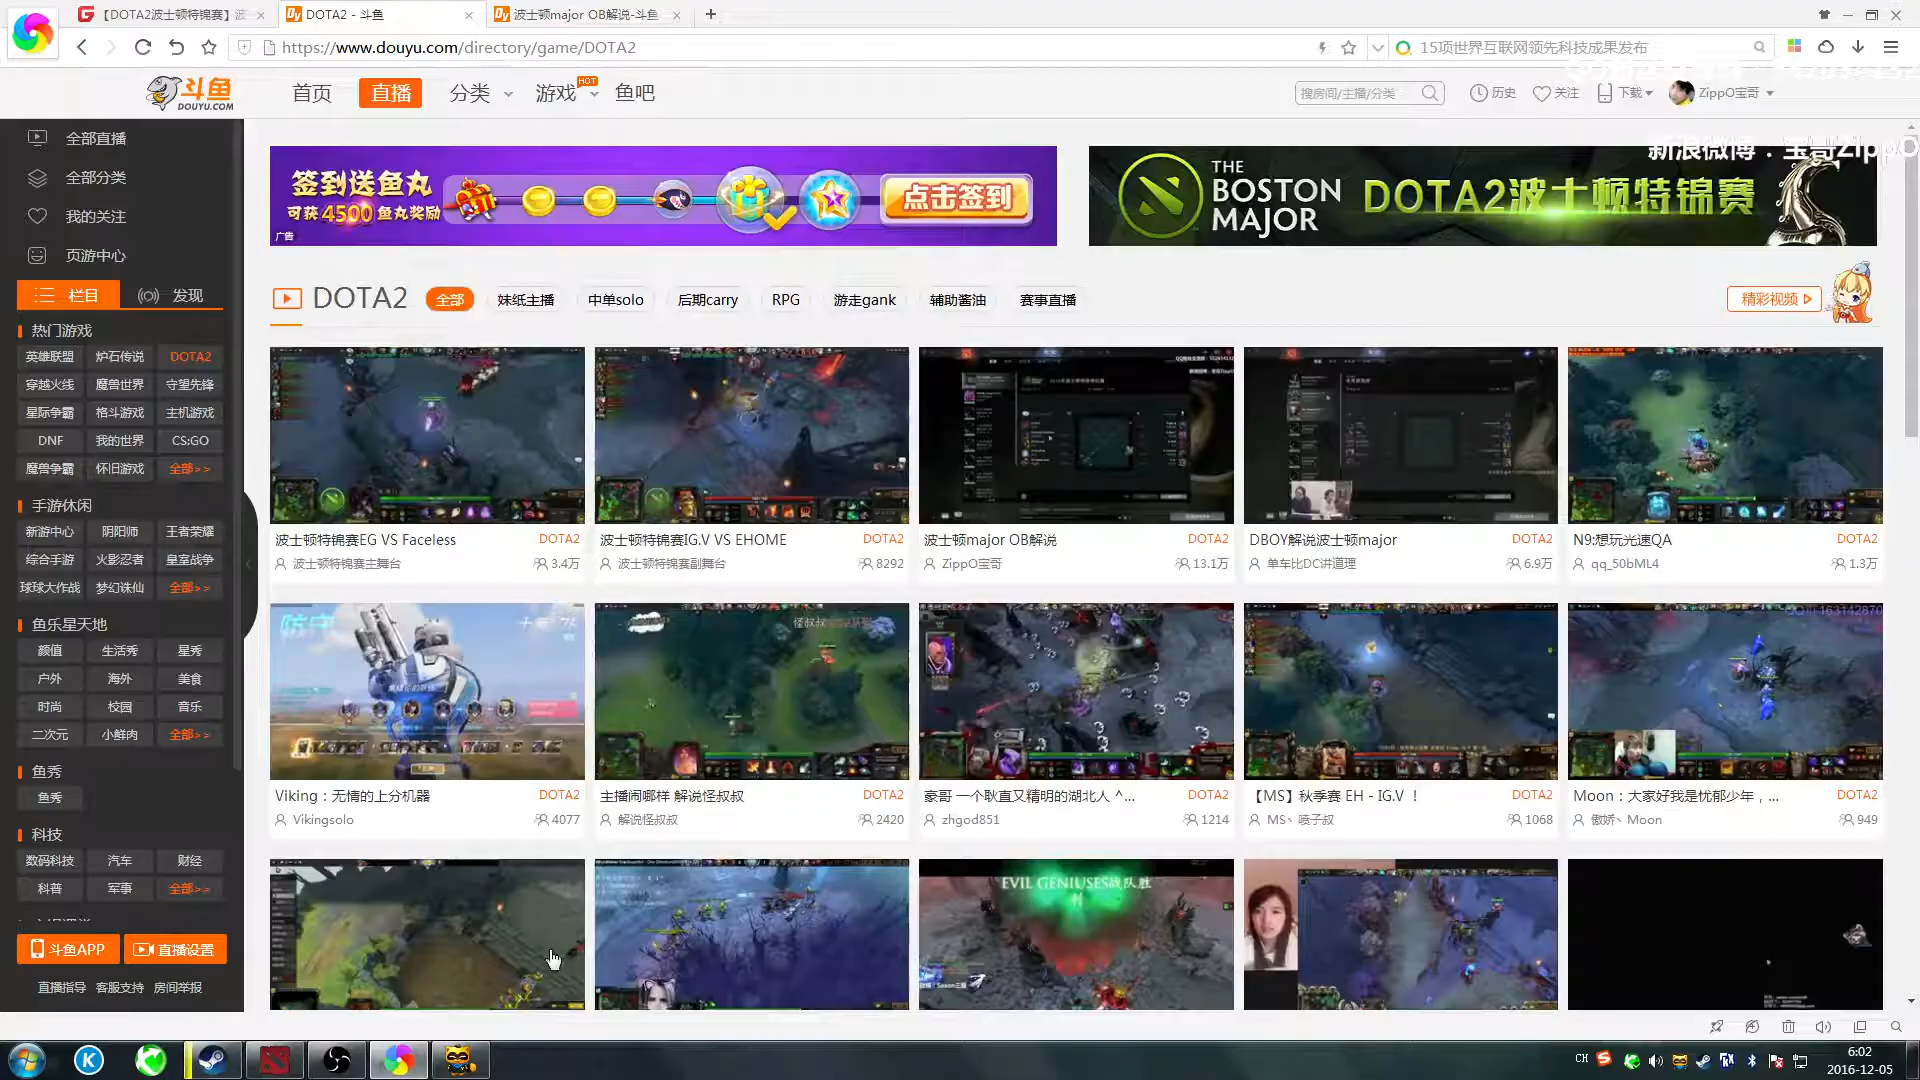 【DOTA2波士顿特锦赛】波
DOTA2 - 斗鱼
波士顿major OB解说-斗鱼
https://www.douyu.com/directory/game/DOTA2
15项世界互联网领先科技成果发布
斗鱼
DOUYU.COM
首页
直播
分类
游戏
HOT
鱼吧
搜房间/主播/分类
历史
关注
下载
ZippO宝哥
新浪微博：宝哥ZippO
全部直播
全部分类
我的关注
页游中心
栏目
发现
热门游戏
英雄联盟 炉石传说 DOTA2
穿越火线 魔兽世界 守望先锋
星际争霸 格斗游戏 主机游戏
DNF 我的世界 CS:GO
魔兽争霸 怀旧游戏 全部>>
手游休闲
新游中心 阴阳师 王者荣耀
综合手游 火影忍者 皇室战争
球球大作战 梦幻诛仙 全部>>
鱼乐星天地
颜值 生活秀 星秀
户外 海外 美食
时尚 校园 音乐
二次元 小鲜肉 全部>>
鱼秀
鱼秀
科技
数码科技 汽车 财经
科普 军事 全部>>
斗鱼APP
直播设置
直播指导 客服支持 房间举报
签到送鱼丸
可获4500鱼丸奖励
点击签到
广告
THE
BOSTON
MAJOR
DOTA2波士顿特锦赛
DOTA2
全部 妹纸主播 中单solo 后期carry RPG 游走gank 辅助酱油 赛事直播
精彩视频
波士顿特锦赛EG VS Faceless DOTA2
波士顿特锦赛主舞台 3.4万
波士顿特锦赛IG.V VS EHOME DOTA2
波士顿特锦赛副舞台 8292
波士顿major OB解说 DOTA2
ZippO宝哥 13.1万
DBOY解说波士顿major DOTA2
单车比DC讲道理 6.9万
N9:想玩光速QA DOTA2
qq_50bML4 1.3万
怪叔叔
Viking：无情的上分机器 DOTA2
Vikingsolo 4077
主播闹哪样 解说怪叔叔 DOTA2
解说怪叔叔 2420
豪哥 一个耿直又精明的湖北人 ^... DOTA2
zhgod851 1214
【MS】秋季赛 EH - IG.V ！ DOTA2
MS丶喷子叔 1068
Moon：大家好我是忧郁少年，... DOTA2
傲娇丶Moon 949
EVIL GENIUSES战队胜
利
CH
6:02
2016-12-05